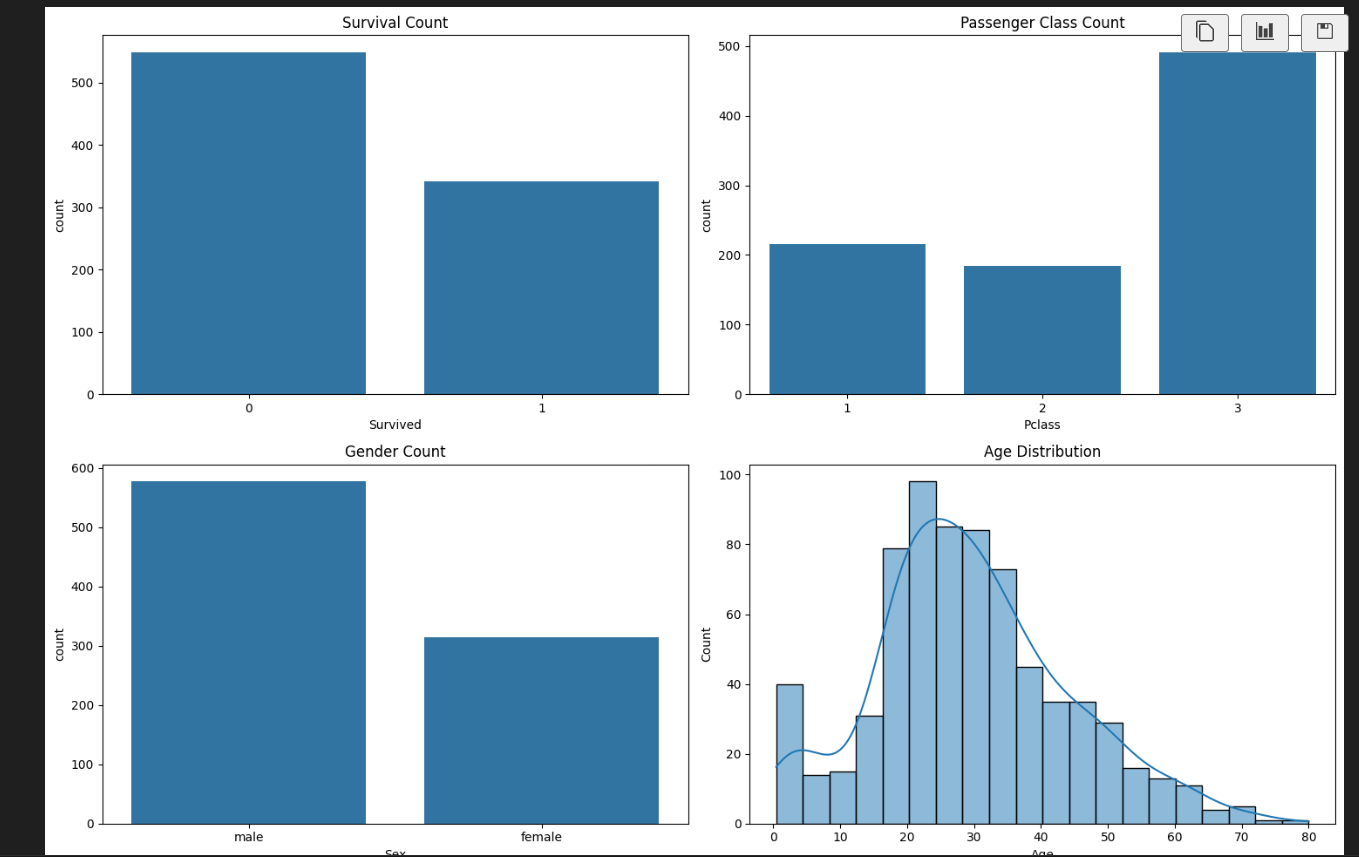 Survival Count
500
400
300
200
100
0
count
0 1
Survived
Passenger Class Count
500
400
300
200
100
0
count
1 2 3
Pclass
Gender Count
600
500
400
300
200
100
0
count
male female
Sex
Age Distribution
100
80
60
40
20
0
Count
0 10 20 30 40 50 60 70 80
Age